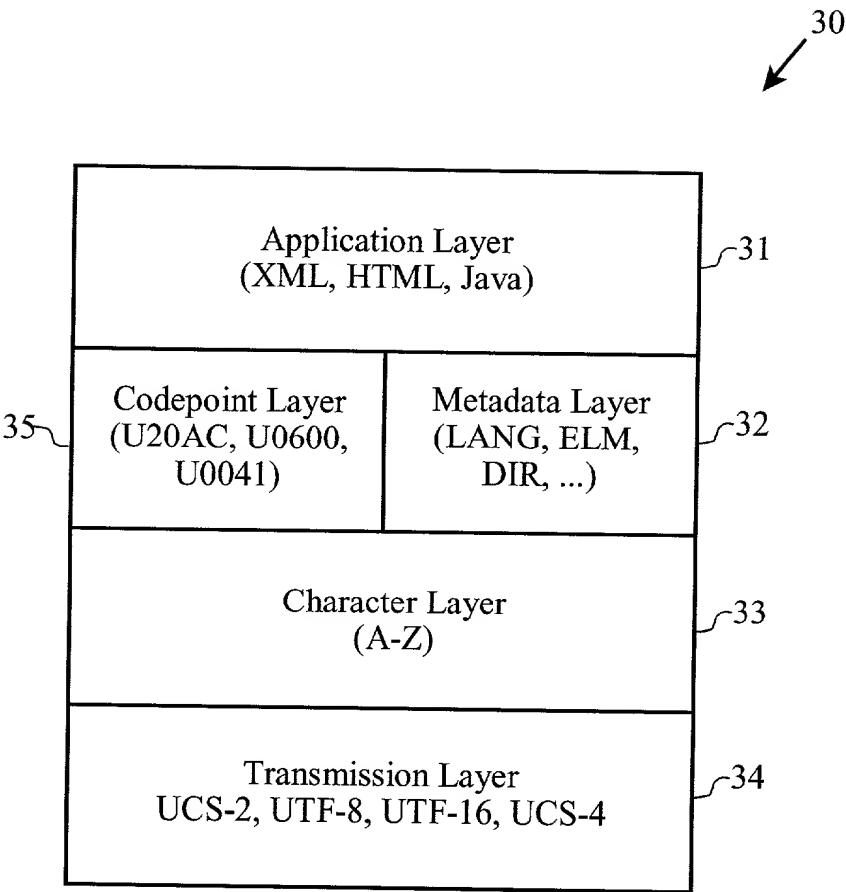 30
Application Layer
(XML, HTML, Java)
31
Codepoint Layer
(U20AC, U0600,
U0041)
35
Metadata Layer
(LANG, ELM,
DIR, ...)
32
Character Layer
(A-Z)
33
Transmission Layer
UCS-2, UTF-8, UTF-16, UCS-4
34